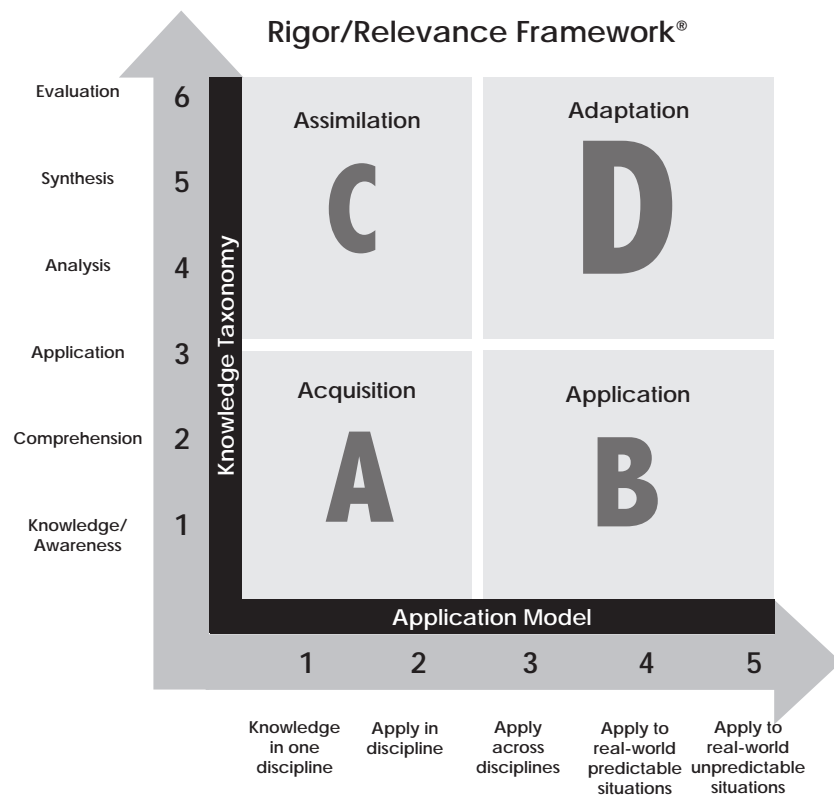 Rigor/Relevance Framework®
Evaluation 6
Synthesis 5
Analysis 4
Application 3
Comprehension 2
Knowledge/
Awareness
1
Knowledge Taxonomy
Assimilation
C
Adaptation
D
Acquisition
A
Application
B
Application Model
1 2 3 4 5
Knowledge
in one
discipline
Apply in
discipline
Apply
across
disciplines
Apply to
real-world
predictable
situations
Apply to
real-world
unpredictable
situations